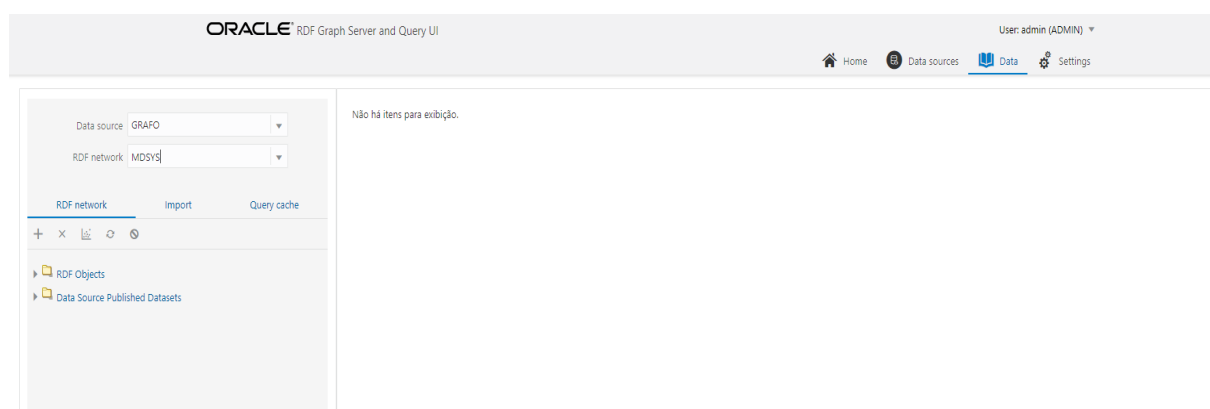 ORACLE® RDF Graph Server and Query UI
User: admin (ADMIN)
Home Data sources Data Settings
Data source GRAFO
RDF network MDSYS
RDF network Import Query cache
RDF Objects
Data Source Published Datasets
Não há itens para exibição.